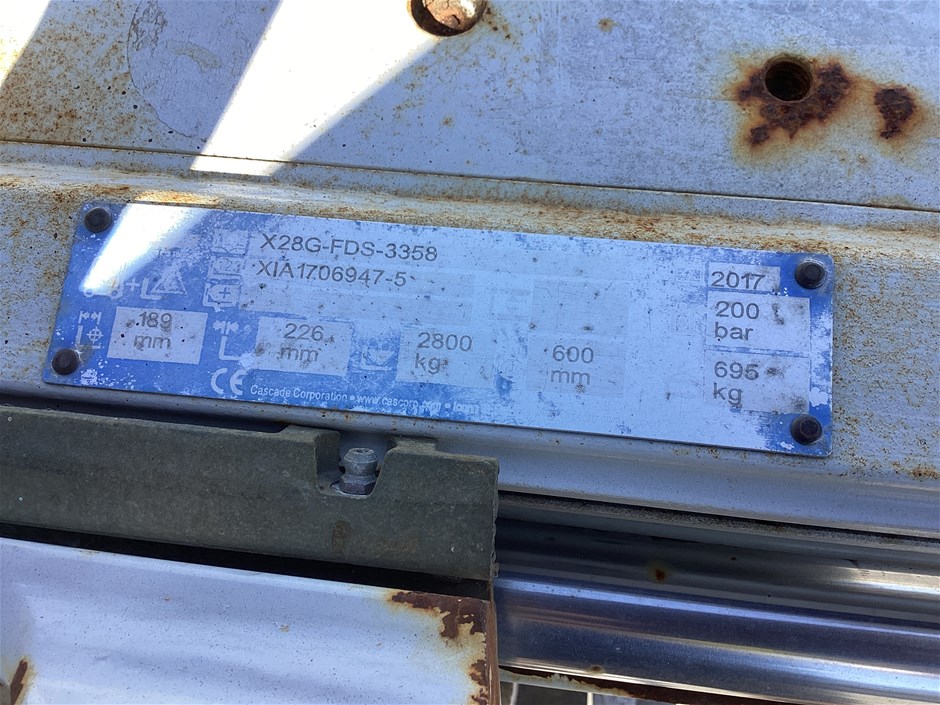 X28G-FDS-3358
XIA1706947-5
2017
200
bar
189
mm
226
mm
2800
kg
600
mm
695
kg
CE Cascade Corporation • www.cascorp.com •